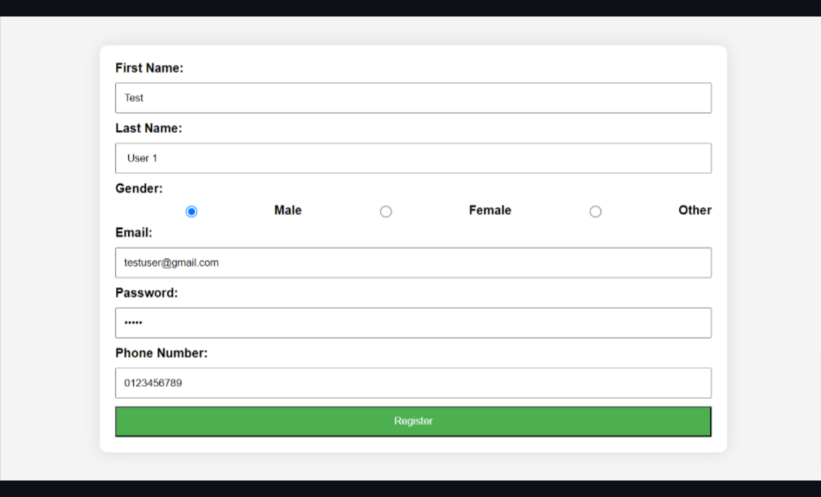 First Name:
Test
Last Name:
User 1
Gender:
Male Female Other
Email:
testuser@gmail.com
Password:
•••••
Phone Number:
0123456789
Register